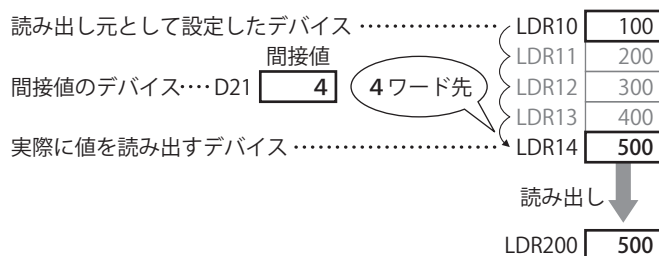 読み出し元として設定したデバイス ・・・・・・・・・・・・・・・・・ LDR10 100
間接値 LDR11 200
間接値のデバイス・・・・D21 4 4 ワード先 LDR12 300
LDR13 400
実際に値を読み出すデバイス ・・・・・・・・・・・・・・・・・・・・・・・・ LDR14 500
読み出し
LDR200 500